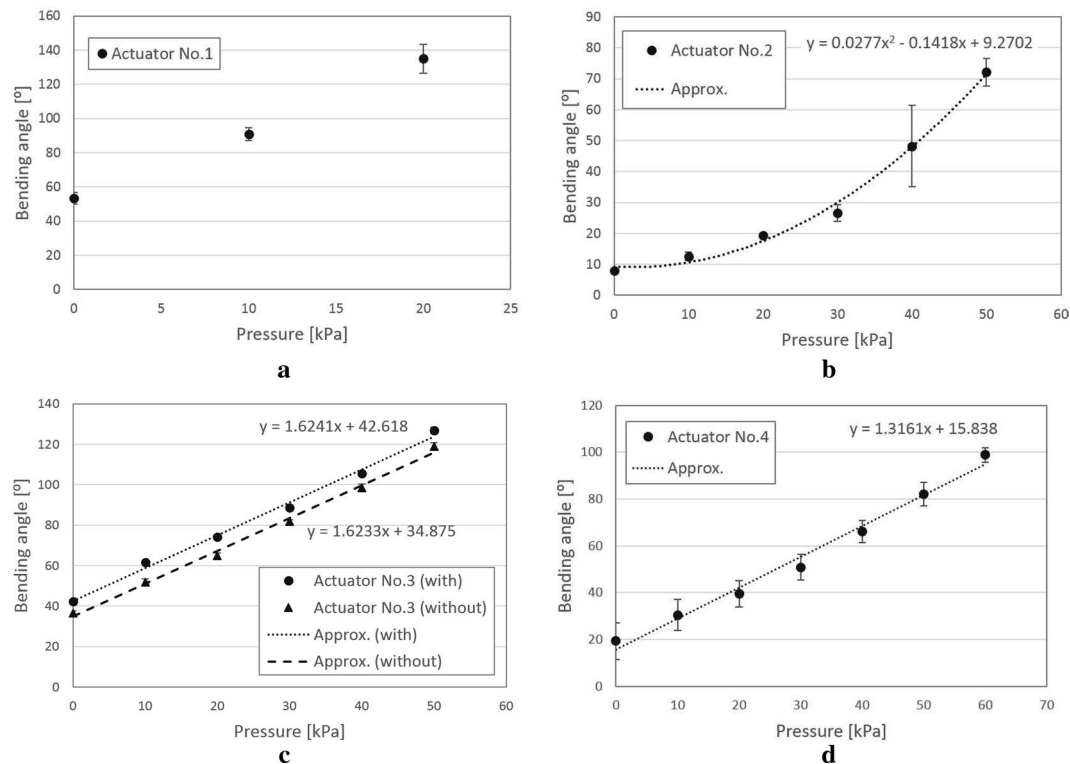 160
140
120
100
80
60
40
20
0
Bending angle [º]
Actuator No.1
0 5 10 15 20 25
Pressure [kPa]
a
90
80
70
60
50
40
30
20
10
0
Bending angle [º]
Actuator No.2
Approx.
y = 0.0277x² - 0.1418x + 9.2702
0 10 20 30 40 50 60
Pressure [kPa]
b
140
120
100
80
60
40
20
0
Bending angle [º]
y = 1.6241x + 42.618
y = 1.6233x + 34.875
Actuator No.3 (with)
Actuator No.3 (without)
Approx. (with)
Approx. (without)
0 10 20 30 40 50 60
Pressure [kPa]
c
120
100
80
60
40
20
0
Bending angle [º]
Actuator No.4
Approx.
y = 1.3161x + 15.838
0 10 20 30 40 50 60 70
Pressure [kPa]
d